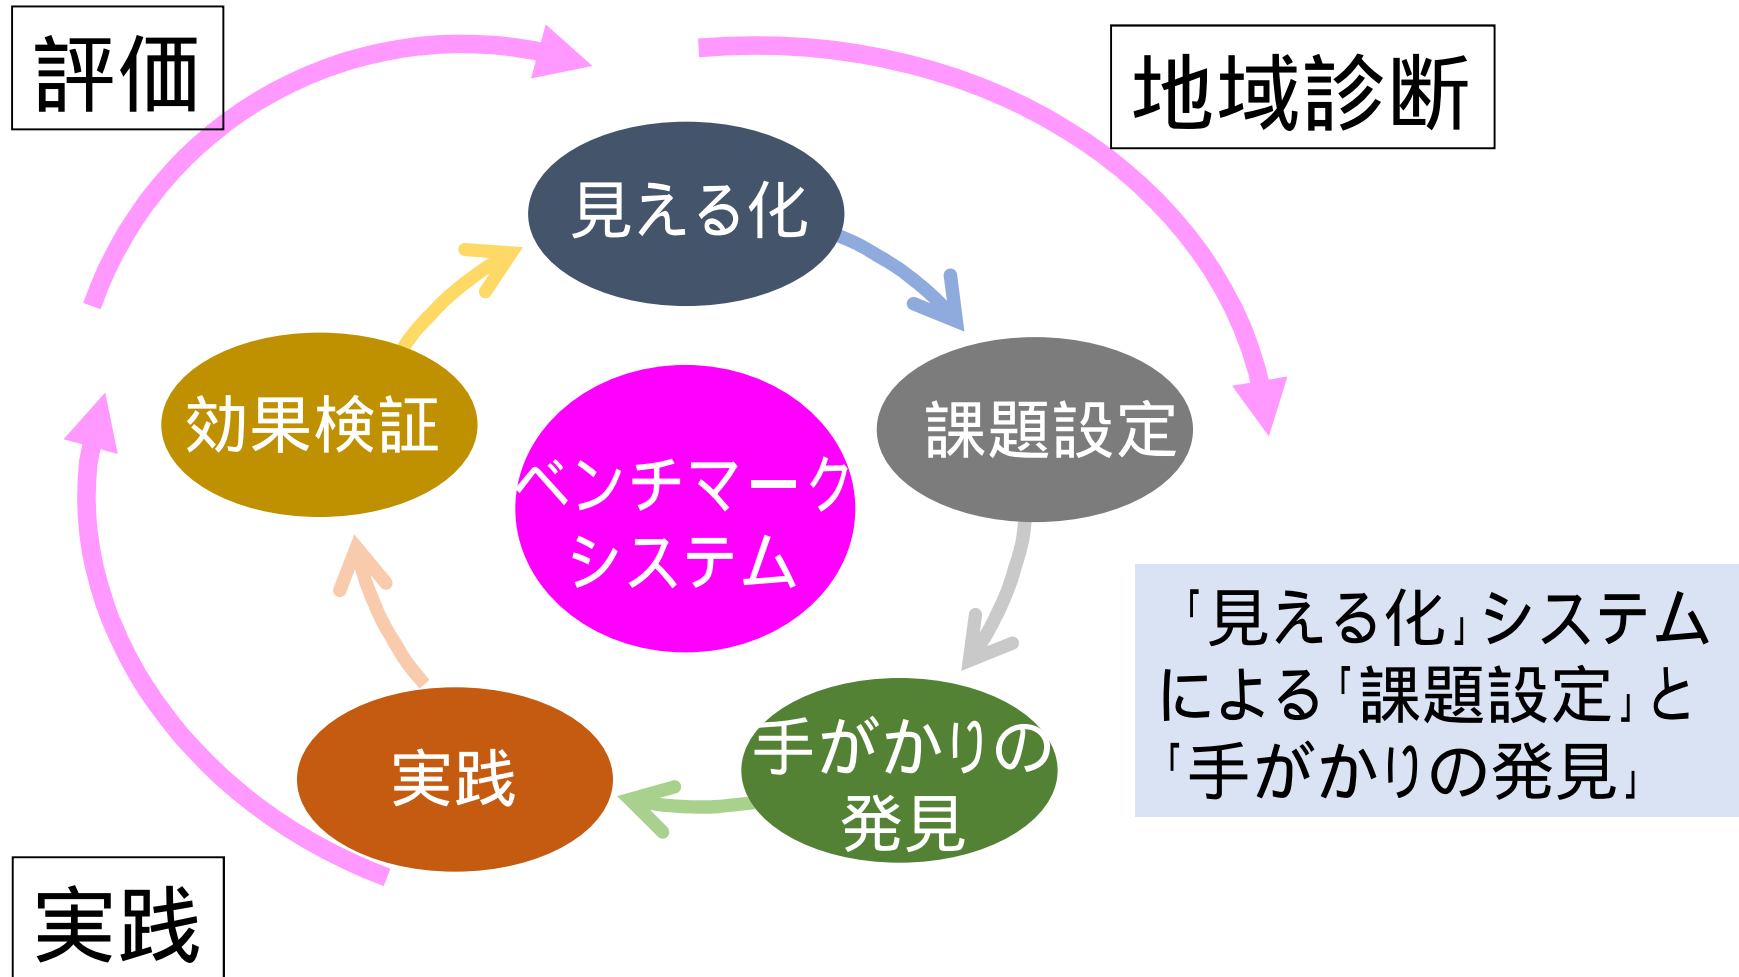 評価
地域診断
見える化
効果検証
課題設定
ベンチマーク
システム
「見える化」システム
による「課題設定」と
「手がかりの発見」
手がかりの
発見
実践
実践